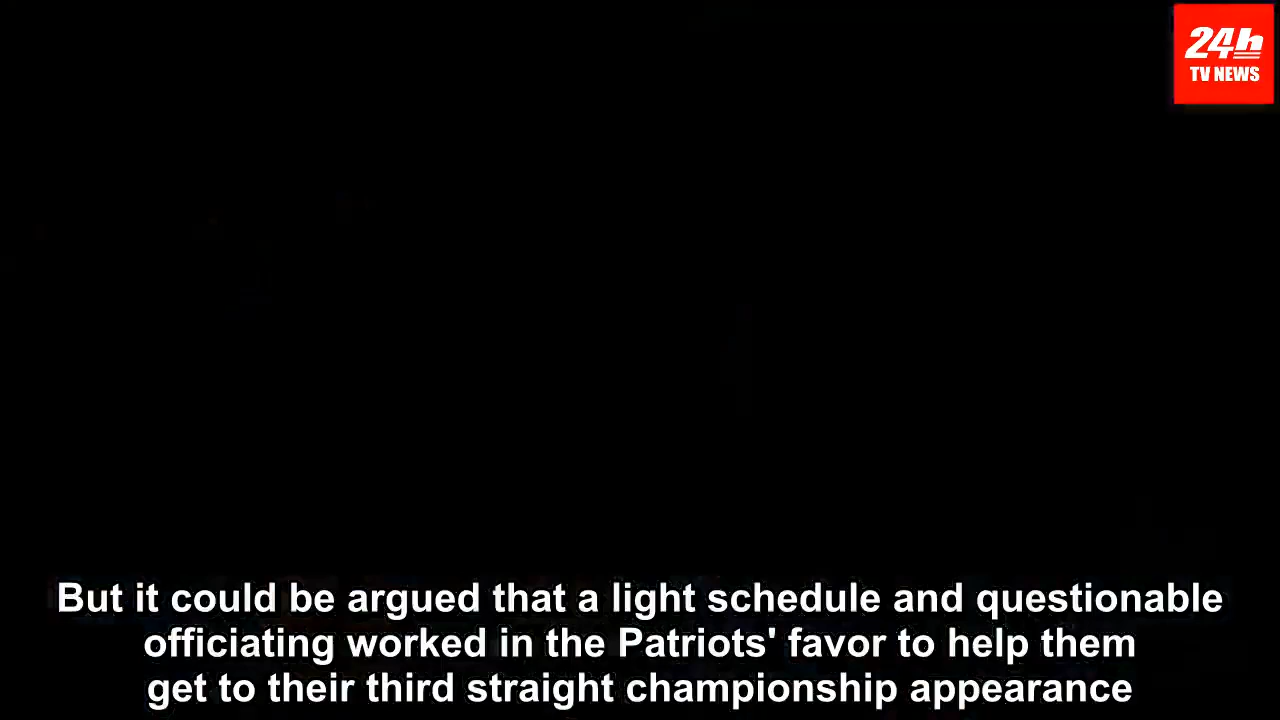 24h
TV NEWS
But it could be argued that a light schedule and questionable
officiating worked in the Patriots' favor to help them
get to their third straight championship appearance